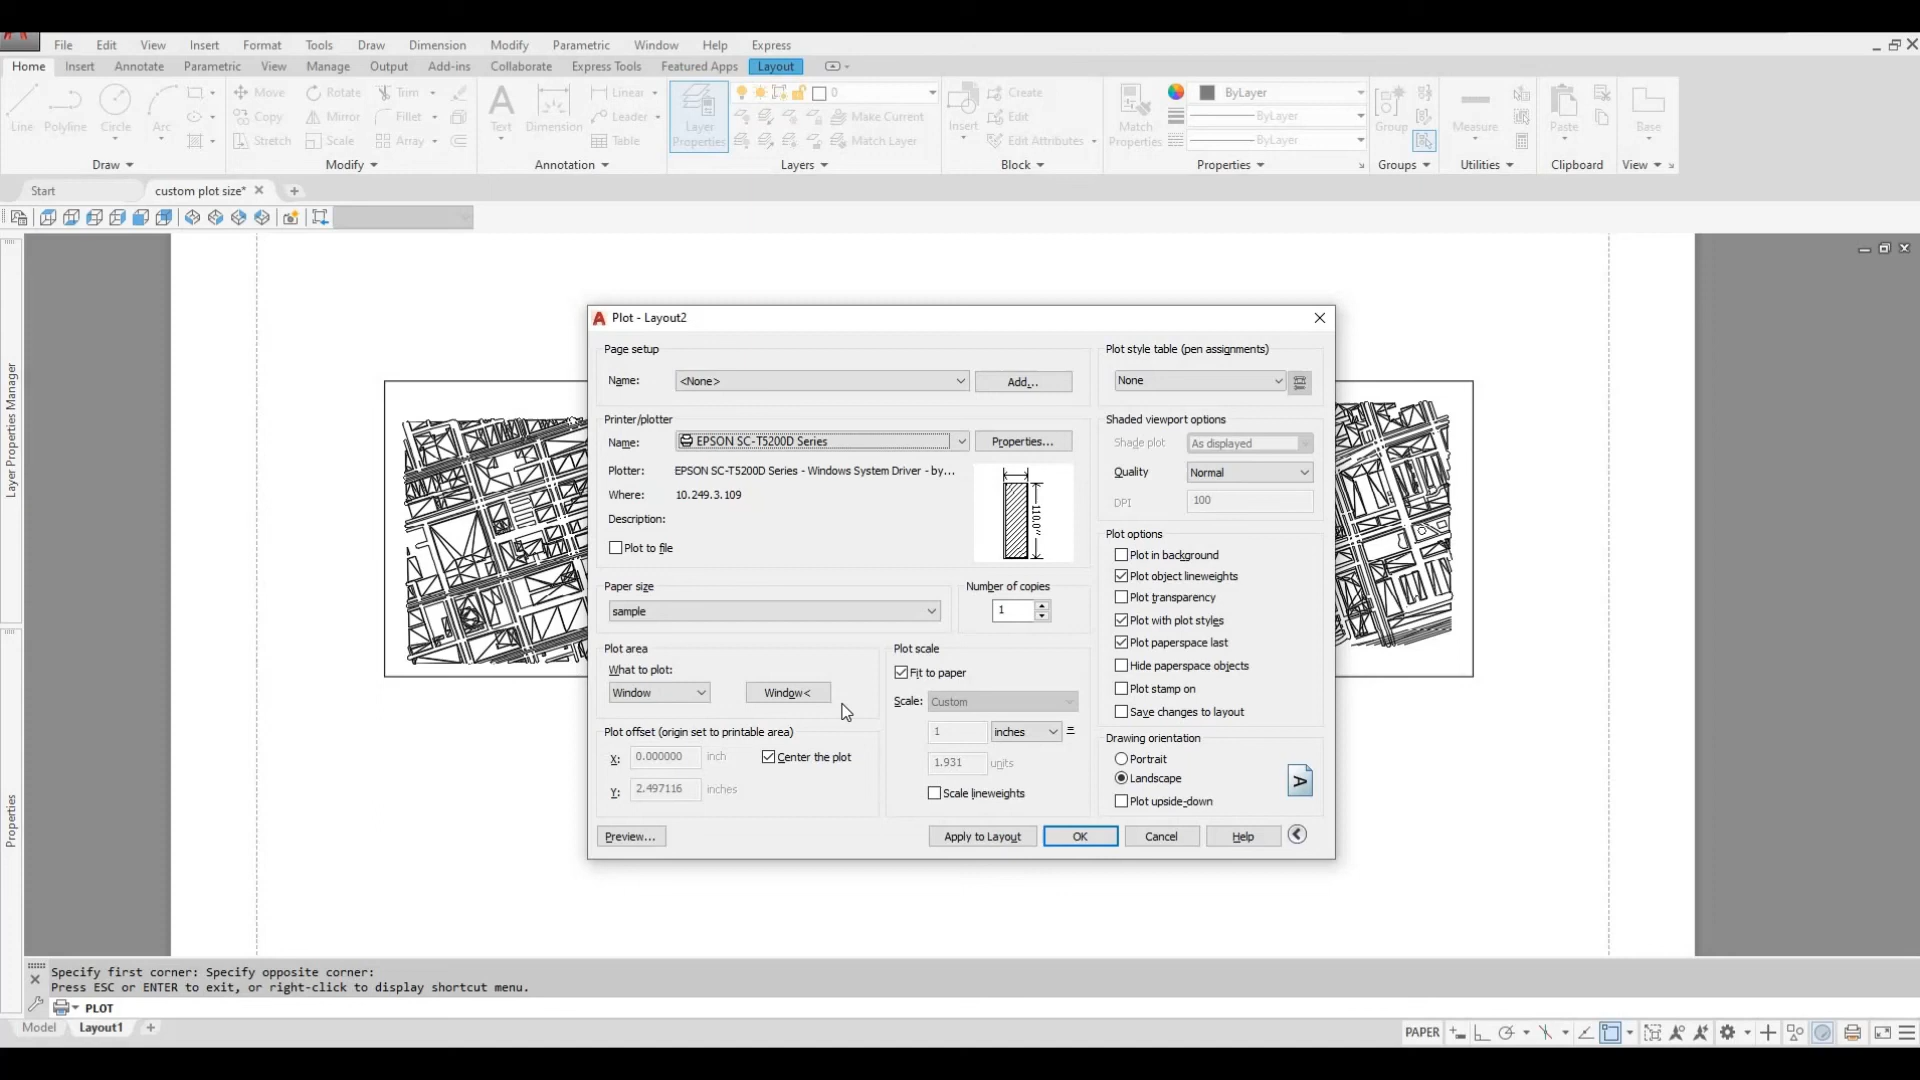 File Edit View Insert Format Tools Draw Dimension Modify Parametric Window Help Express
Home Insert Annotate Parametric View Manage Output Add-ins Collaborate Express Tools Featured Apps Layout
Line Polyline Circle Arc
Move Rotate Trim
Copy Mirror Fillet
Stretch Scale Array
Text Dimension
Linear
Leader
Table
Layer Properties
0
Make Current
Match Layer
Insert
Create
Edit
Edit Attributes
Match Properties
ByLayer
ByLayer
ByLayer
Group
Measure
Paste
Base
Draw Modify Annotation Layers Block Properties Groups Utilities Clipboard View
Start custom plot size*
Layer Properties Manager
Properties
Plot - Layout2
Page setup
Name: <None> Add...
Printer/plotter
Name: EPSON SC-T5200D Series Properties...
Plotter: EPSON SC-T5200D Series - Windows System Driver - by...
Where: 10.249.3.109
Description:
Plot to file
110.0''
Paper size
sample
Number of copies
1
Plot area
What to plot:
Window Window<
Plot offset (origin set to printable area)
X: 0.000000 inch Center the plot
Y: 2.497116 inches
Plot scale
Fit to paper
Scale: Custom
1 inches =
1.931 units
Scale lineweights
Plot style table (pen assignments)
None
Shaded viewport options
Shade plot As displayed
Quality Normal
DPI 100
Plot options
Plot in background
Plot object lineweights
Plot transparency
Plot with plot styles
Plot paperspace last
Hide paperspace objects
Plot stamp on
Save changes to layout
Drawing orientation
Portrait
Landscape
Plot upside-down
A
Preview... Apply to Layout OK Cancel Help
Specify first corner: Specify opposite corner:
Press ESC or ENTER to exit, or right-click to display shortcut menu.
PLOT
Model Layout1
PAPER